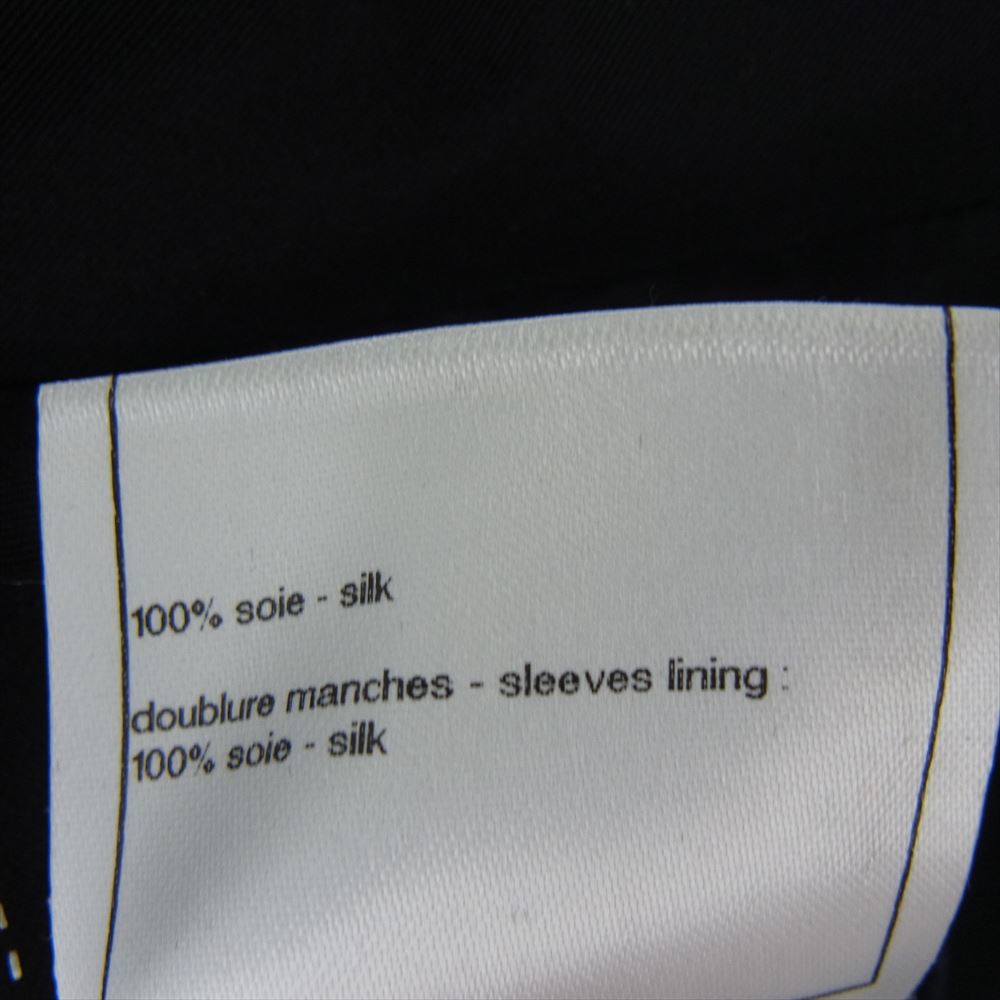 100% soie - silk
doublure manches - sleeves lining :
100% soie - silk